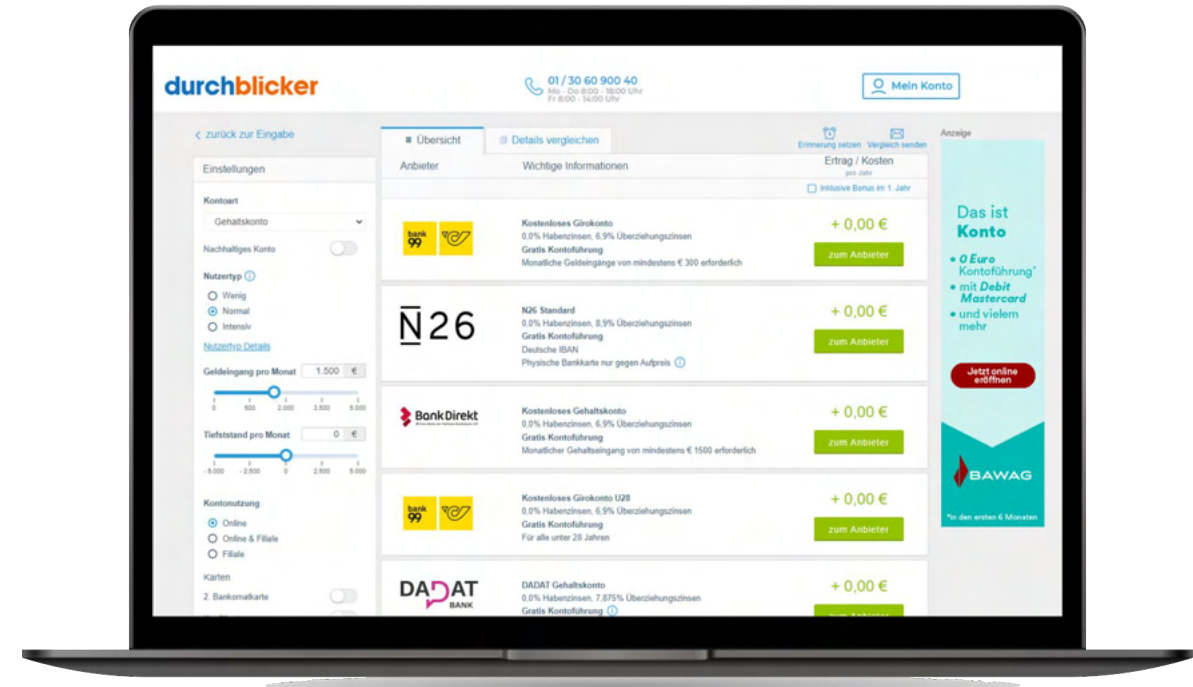 durchblicker
01 / 30 60 900 40
Mo - Do 8:00 - 18:00 Uhr
Fr 8:00 - 14:00 Uhr
Mein Konto
zurück zur Eingabe
Einstellungen
Kontoart
Gehaltskonto
Nachhaltiges Konto
Nutzertyp
Wenig
Normal
Intensiv
Nutzertyp Details
Geldeingang pro Monat 1.500 €
0 500 2.000 3.500 5.000
Tiefststand pro Monat 0 €
-5.000 -2.500 0 2.500 5.000
Kontonutzung
Online
Online & Filiale
Filiale
Karten
2. Bankomatkarte
Übersicht
Details vergleichen
Erinnerung setzen Vergleich senden
Anbieter Wichtige Informationen Ertrag / Kosten
pro Jahr
Inklusive Bonus im 1. Jahr
bank
99
Kostenloses Girokonto
0,0% Habenzinsen, 6,9% Überziehungszinsen
Gratis Kontoführung
Monatliche Geldeingänge von mindestens € 300 erforderlich
+ 0,00 €
zum Anbieter
N26
N26 Standard
0,0% Habenzinsen, 8,9% Überziehungszinsen
Gratis Kontoführung
Deutsche IBAN
Physische Bankkarte nur gegen Aufpreis
+ 0,00 €
zum Anbieter
BankDirekt
Kostenloses Gehaltskonto
0,0% Habenzinsen, 6,9% Überziehungszinsen
Gratis Kontoführung
Monatlicher Gehaltseingang von mindestens € 1500 erforderlich
+ 0,00 €
zum Anbieter
bank
99
Kostenloses Girokonto U28
0,0% Habenzinsen, 6,9% Überziehungszinsen
Gratis Kontoführung
Für alle unter 28 Jahren
+ 0,00 €
zum Anbieter
DADAT
BANK
DADAT Gehaltskonto
0,0% Habenzinsen, 7,875% Überziehungszinsen
Gratis Kontoführung
+ 0,00 €
zum Anbieter
Anzeige
Das ist
Konto
• 0 Euro
Kontoführung*
• mit Debit
Mastercard
• und vielem
mehr
Jetzt online
eröffnen
BAWAG
*In den ersten 6 Monaten